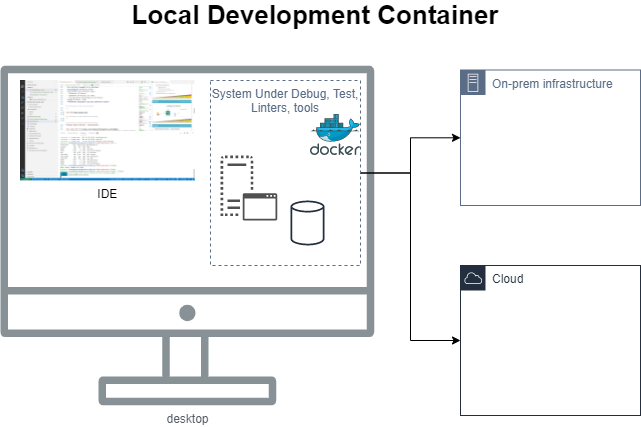 Local Development Container
System Under Debug, Test,
Linters, tools
docker
IDE
On-prem infrastructure
Cloud
desktop